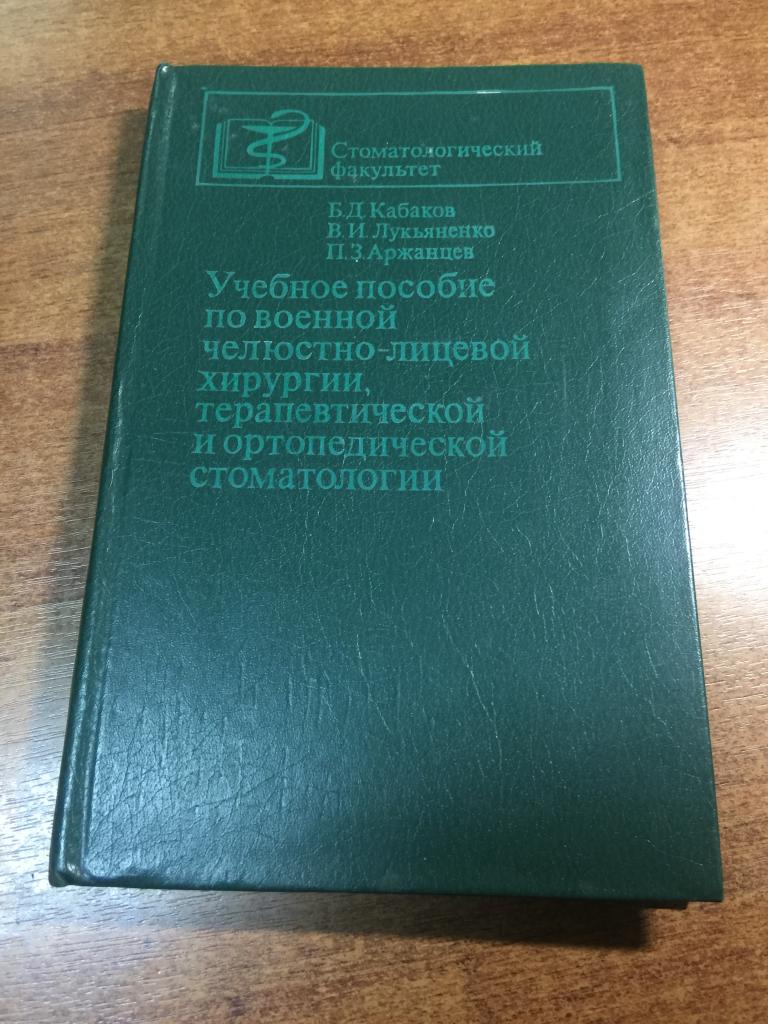 Стоматологический
факультет
Б.Д.Кабаков
В.И.Лукьяненко
П.З.Аржанцев
Учебное пособие
по военной
челюстно-лицевой
хирургии,
терапевтической
и ортопедической
стоматологии